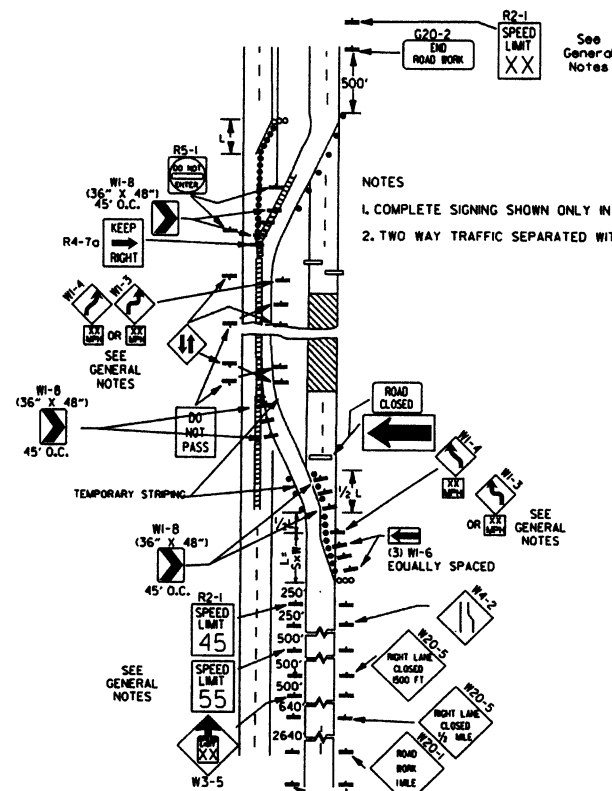 R2-1
SPEED
LIMIT
XX
See
General
Notes
G20-2
END
ROAD WORK
500'
L
R5-1
DO NOT
ENTER
W1-8
(36" X 48")
45' O.C.
KEEP
RIGHT
R4-7a
NOTES
1. COMPLETE SIGNING SHOWN ONLY IN
2. TWO WAY TRAFFIC SEPARATED WIT
W1-4
W1-3
XX
MPH
OR
XX
MPH
SEE
GENERAL
NOTES
W1-8
(36" X 48")
45' O.C.
DO
NOT
PASS
ROAD
CLOSED
W1-4
XX
MPH
W1-3
OR
XX
MPH
SEE
GENERAL
NOTES
TEMPORARY STRIPING
½ L
½L
L=
SxW
W1-8
(36" X 48")
45' O.C.
(3) W1-6
EQUALLY SPACED
250'
250'
500'
500'
500'
640'
2640'
R2-1
SPEED
LIMIT
45
SPEED
LIMIT
55
SEE
GENERAL
NOTES
XX
W3-5
W4-2
W20-5
RIGHT LANE
CLOSED
1500 FT
W20-5
RIGHT LANE
CLOSED
½ MILE
W20-1
ROAD
WORK
1 MILE